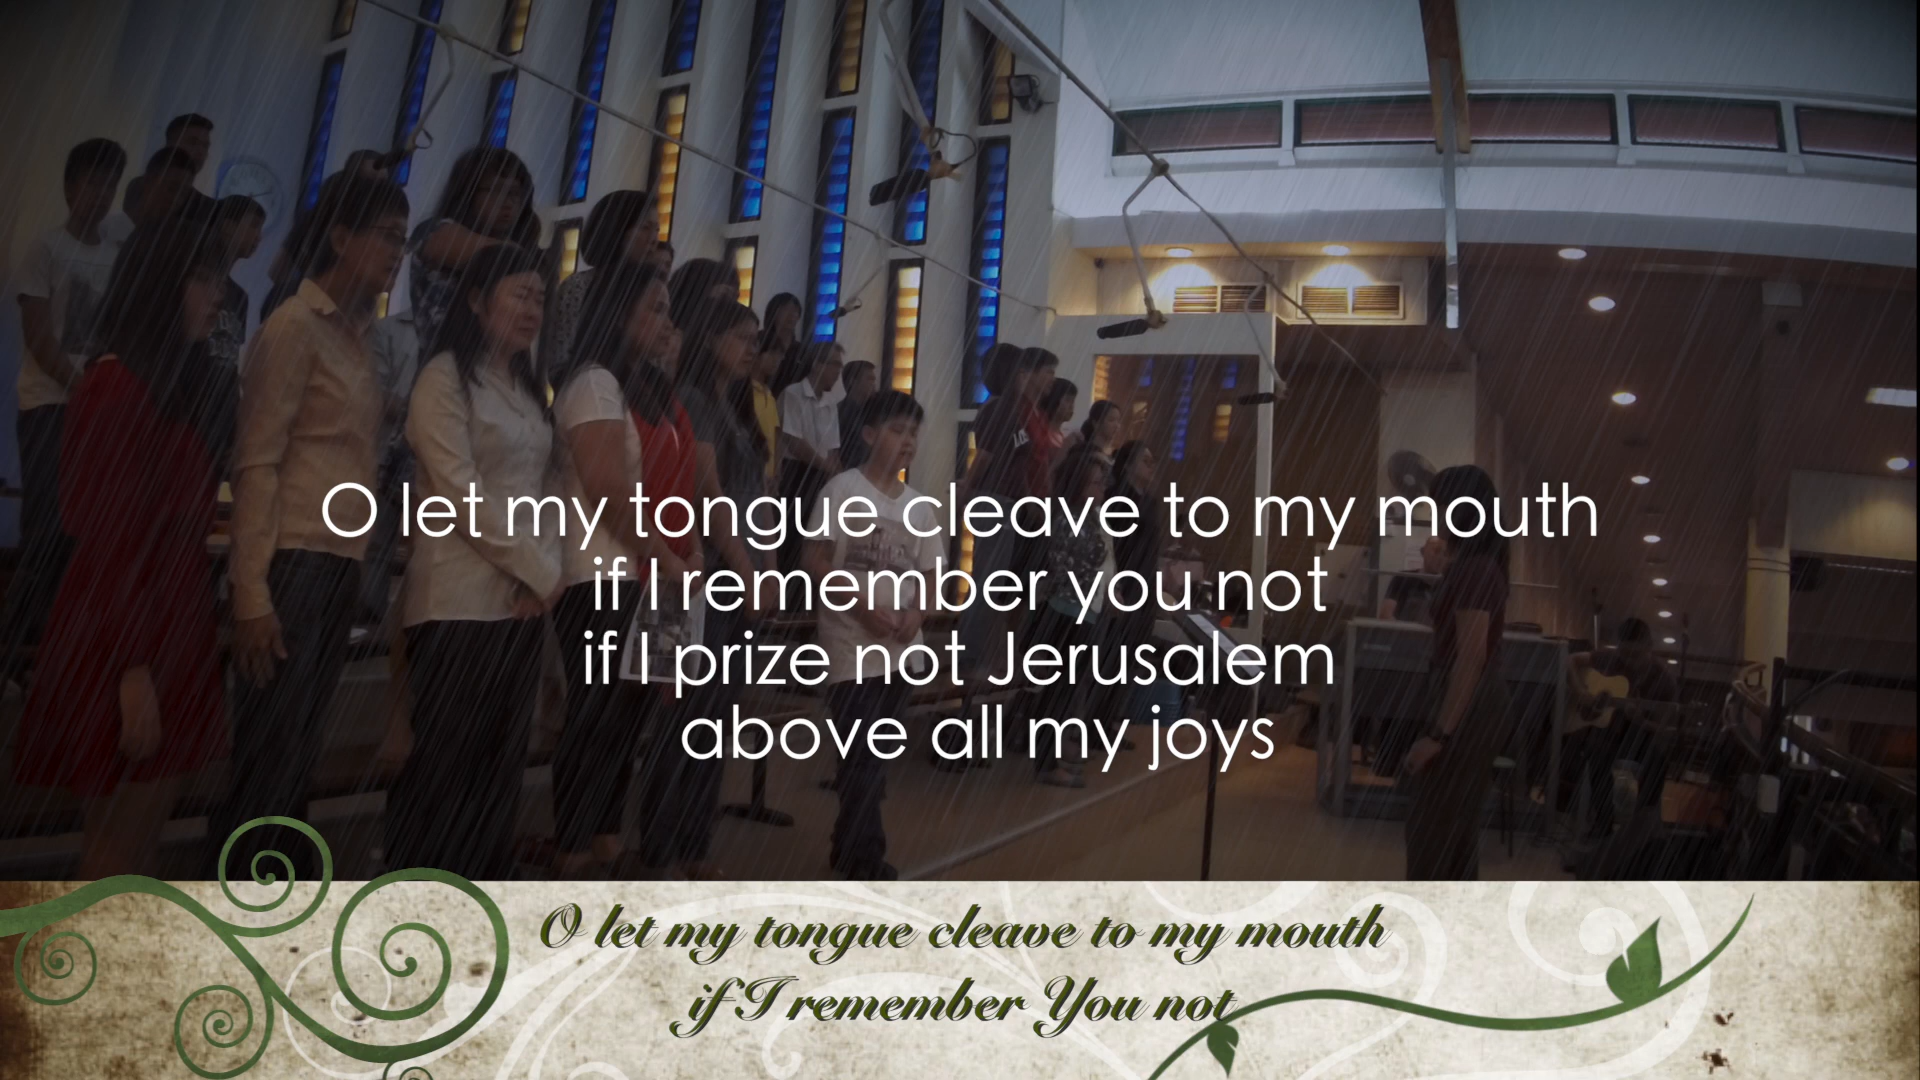 O let my tongue cleave to my mouth
if I remember you not
if I prize not Jerusalem
above all my joys
O let my tongue cleave to my mouth
if I remember You not